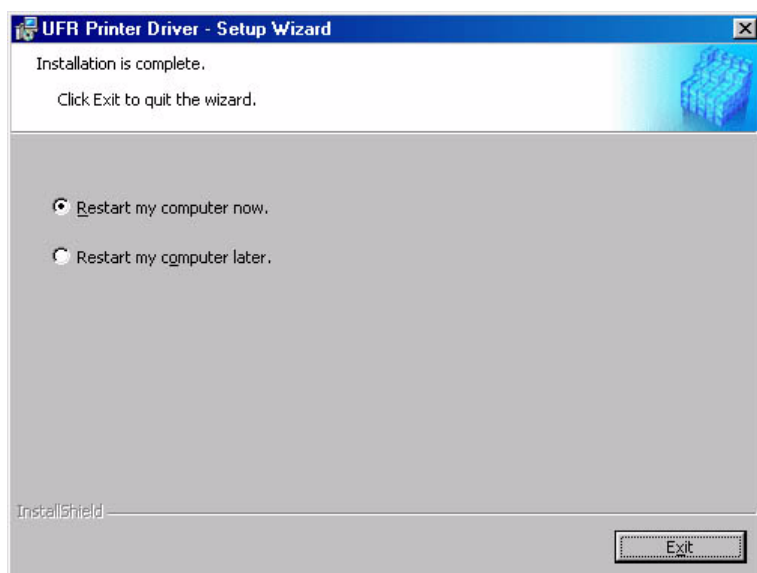 UFR Printer Driver - Setup Wizard
Installation is complete.
Click Exit to quit the wizard.
Restart my computer now.
Restart my computer later.
InstallShield
Exit